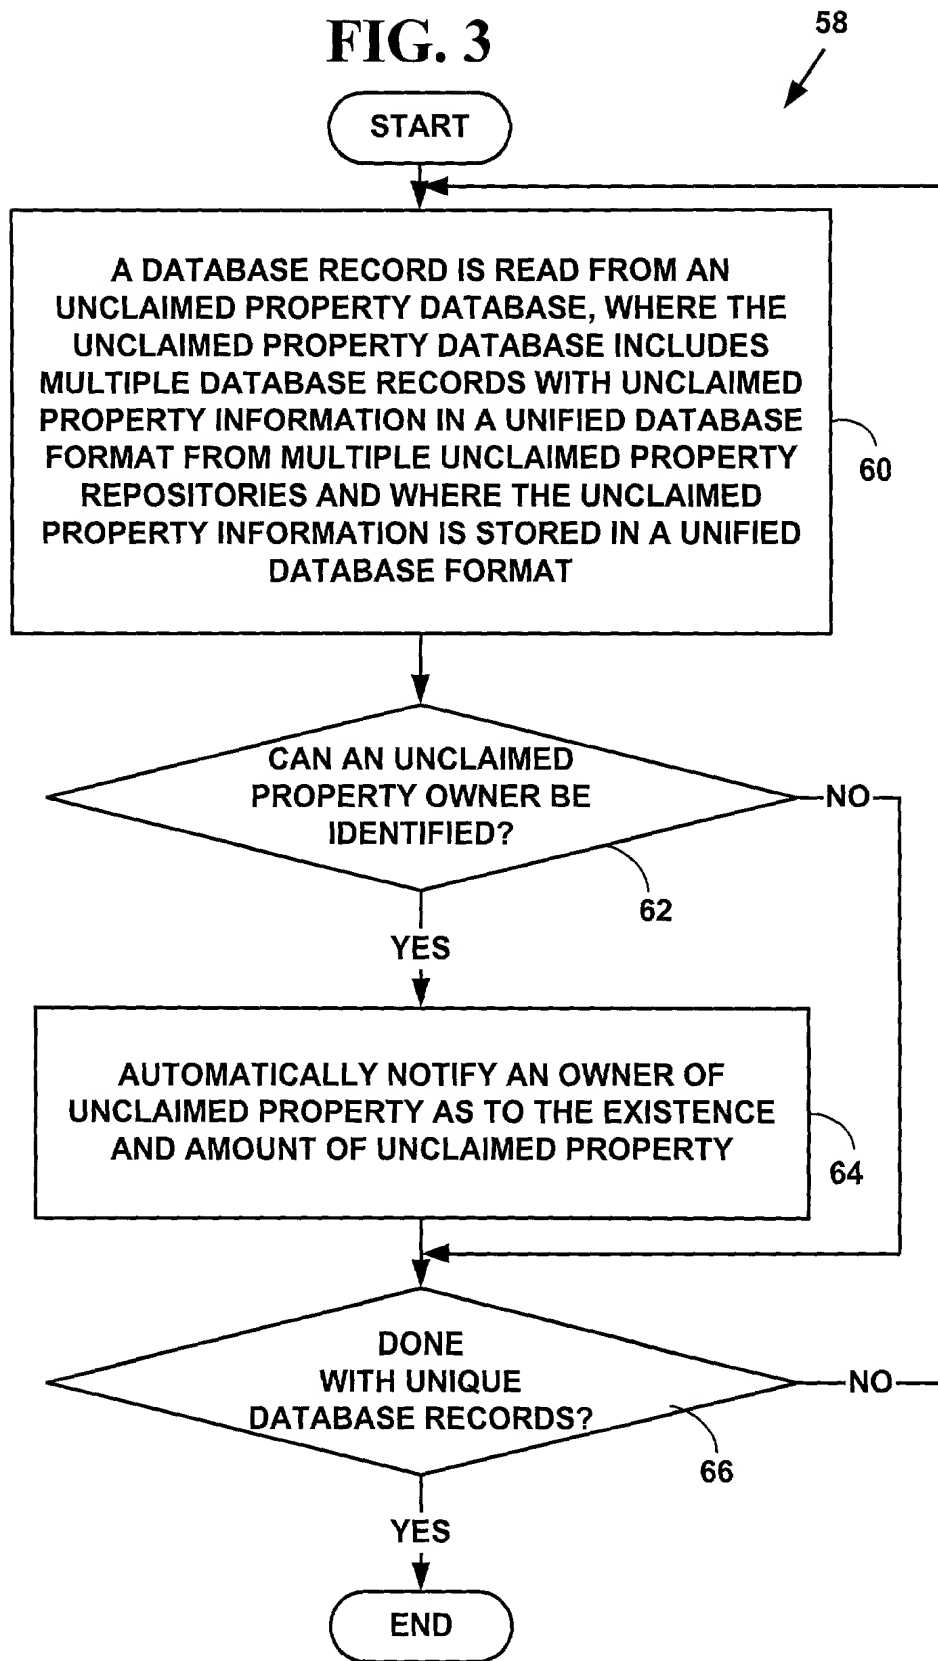 FIG. 3
58
START
A DATABASE RECORD IS READ FROM AN
UNCLAIMED PROPERTY DATABASE, WHERE THE
UNCLAIMED PROPERTY DATABASE INCLUDES
MULTIPLE DATABASE RECORDS WITH UNCLAIMED
PROPERTY INFORMATION IN A UNIFIED DATABASE
FORMAT FROM MULTIPLE UNCLAIMED PROPERTY
REPOSITORIES AND WHERE THE UNCLAIMED
PROPERTY INFORMATION IS STORED IN A UNIFIED
DATABASE FORMAT
60
CAN AN UNCLAIMED
PROPERTY OWNER BE
IDENTIFIED?
NO
62
YES
AUTOMATICALLY NOTIFY AN OWNER OF
UNCLAIMED PROPERTY AS TO THE EXISTENCE
AND AMOUNT OF UNCLAIMED PROPERTY
64
DONE
WITH UNIQUE
DATABASE RECORDS?
NO
66
YES
END